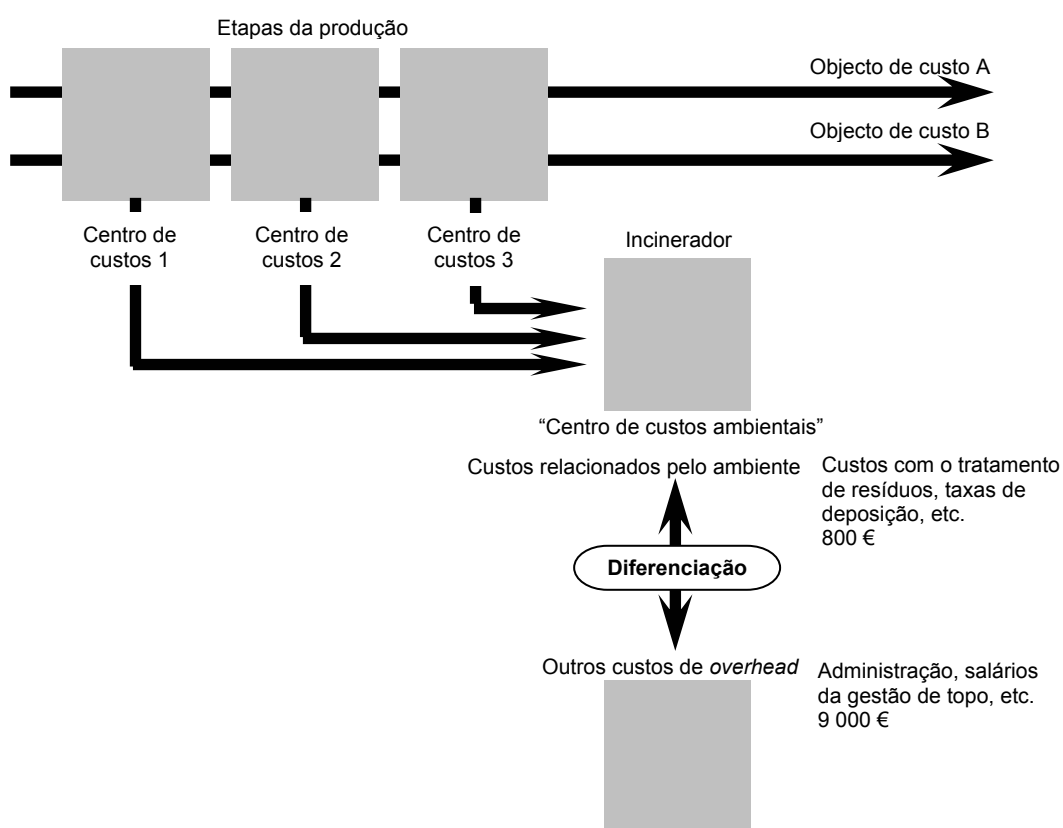 Etapas da produção
Objecto de custo A
Objecto de custo B
Centro de
custos 1
Centro de
custos 2
Centro de
custos 3
Incinerador
“Centro de custos ambientais”
Custos relacionados pelo ambiente
Custos com o tratamento
de resíduos, taxas de
deposição, etc.
800 €
Diferenciação
Outros custos de overhead
Administração, salários
da gestão de topo, etc.
9 000 €